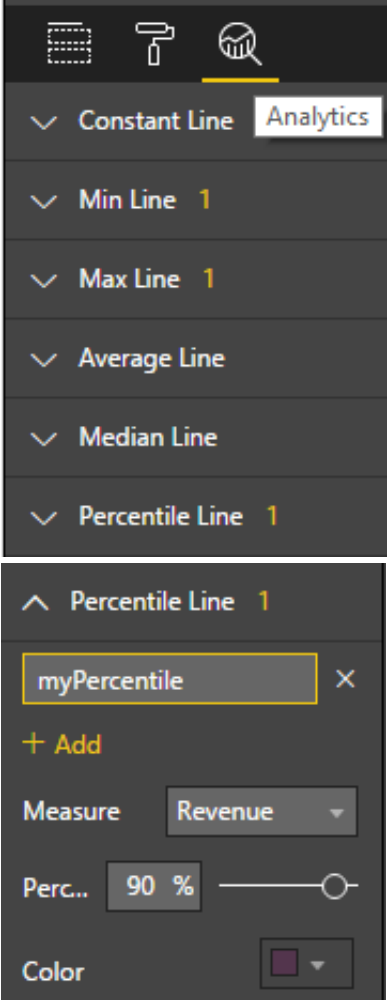 Constant Line
Analytics
Min Line 1
Max Line 1
Average Line
Median Line
Percentile Line 1
Percentile Line 1
myPercentile
+ Add
Measure Revenue
Perc... 90 %
Color